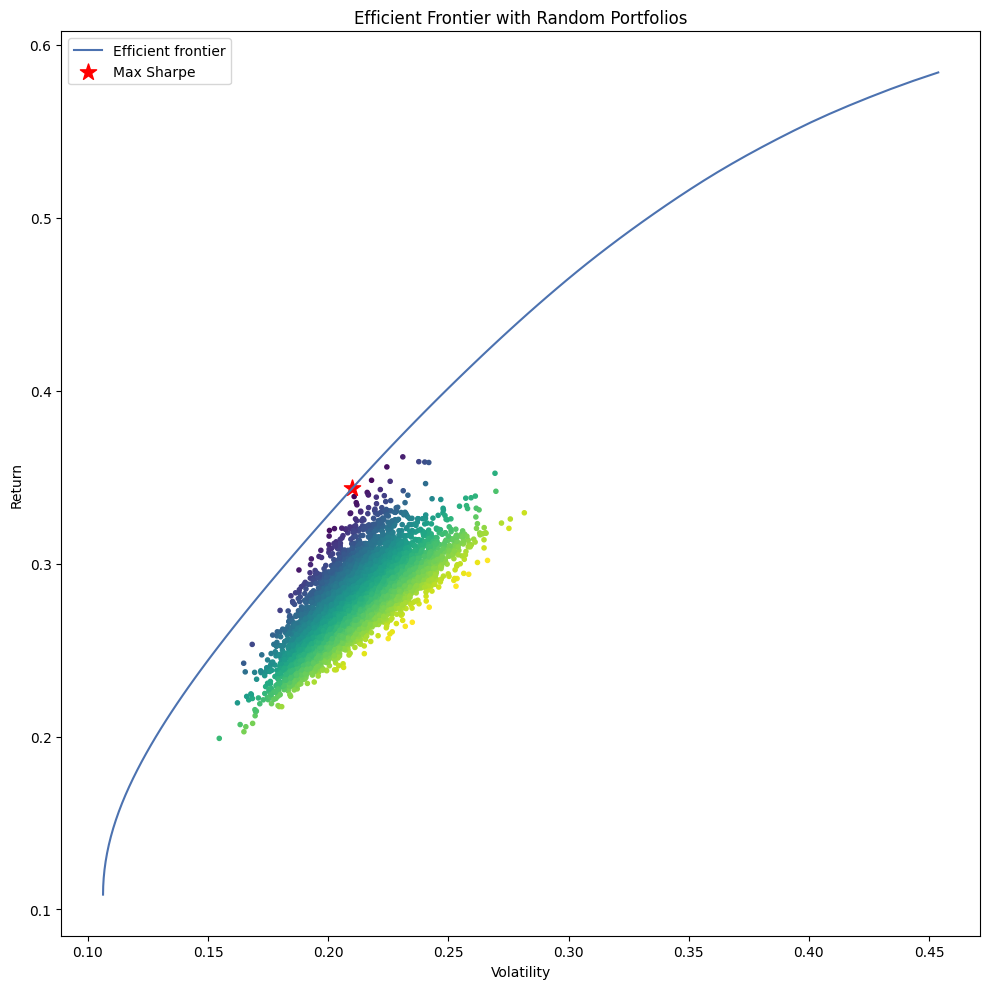 Efficient Frontier with Random Portfolios
Efficient frontier
Max Sharpe
Return
0.6
0.5
0.4
0.3
0.2
0.1
0.10 0.15 0.20 0.25 0.30 0.35 0.40 0.45
Volatility